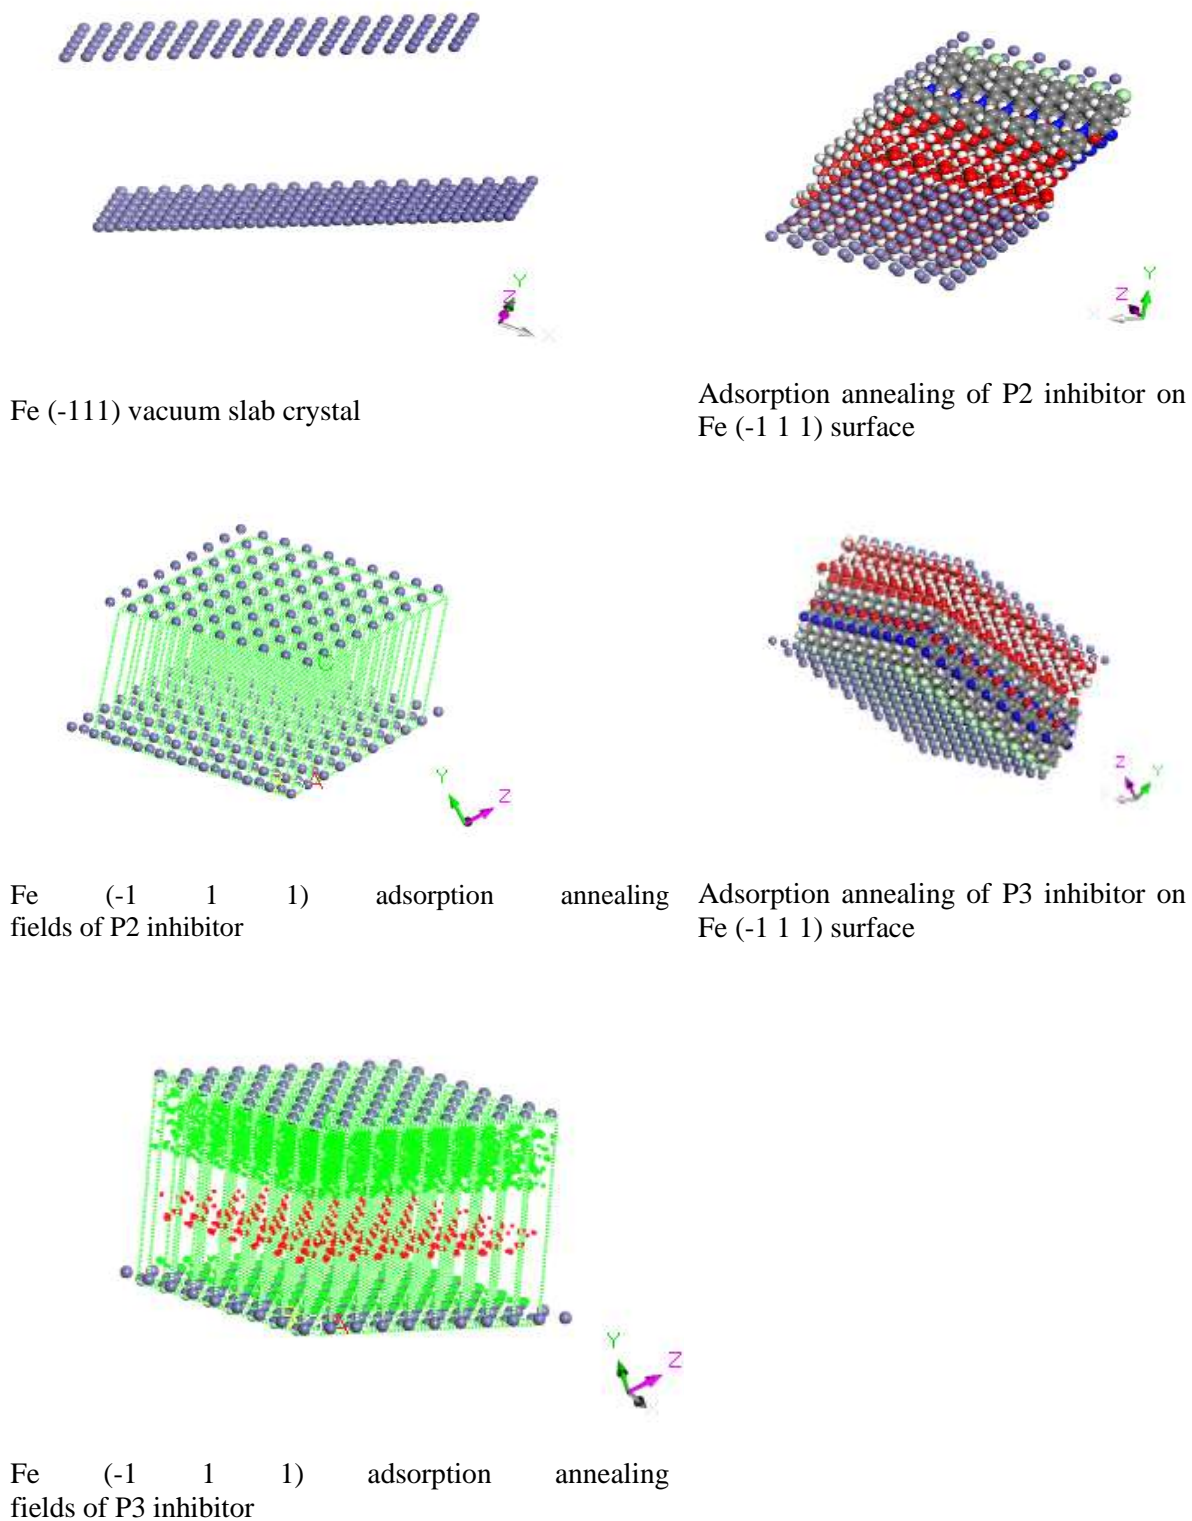 Z
Y
X
Y
Z
X
Fe (-111) vacuum slab crystal
Adsorption annealing of P2 inhibitor on
Fe (-1 1 1) surface
C
A
Y
Z
Z
Y
Fe (-1 1 1) adsorption annealing
fields of P2 inhibitor
Adsorption annealing of P3 inhibitor on
Fe (-1 1 1) surface
A
Y
Z
Fe (-1 1 1) adsorption annealing
fields of P3 inhibitor